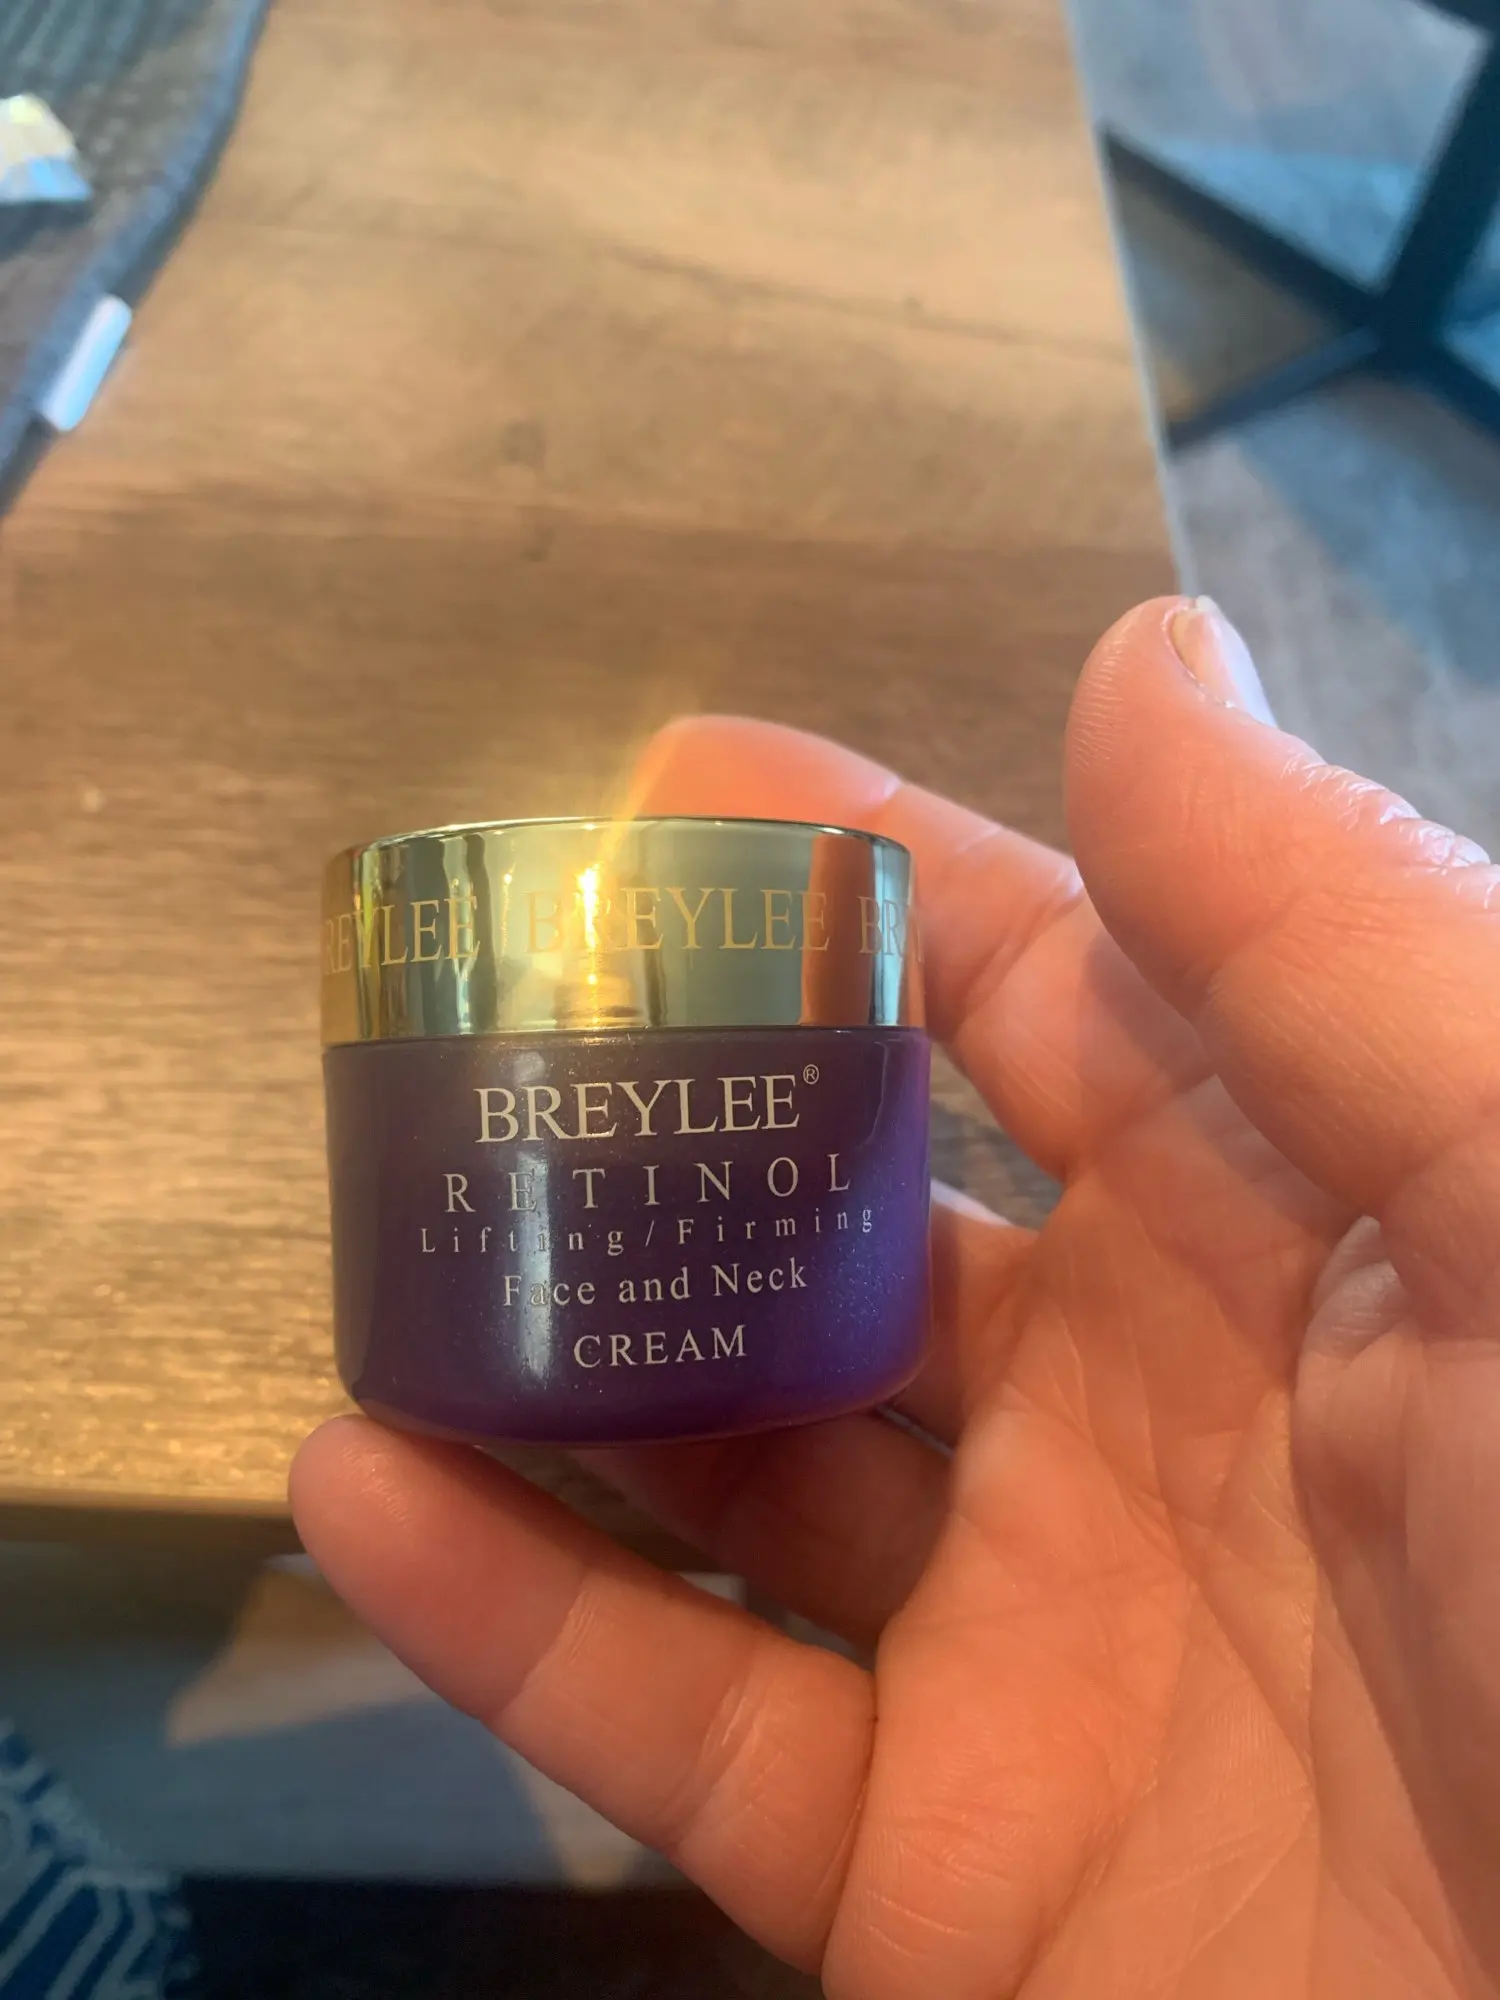 BREYLEE BREYLEE
BREYLEE®
RETINOL
Lifting/Firming
Face and Neck
CREAM